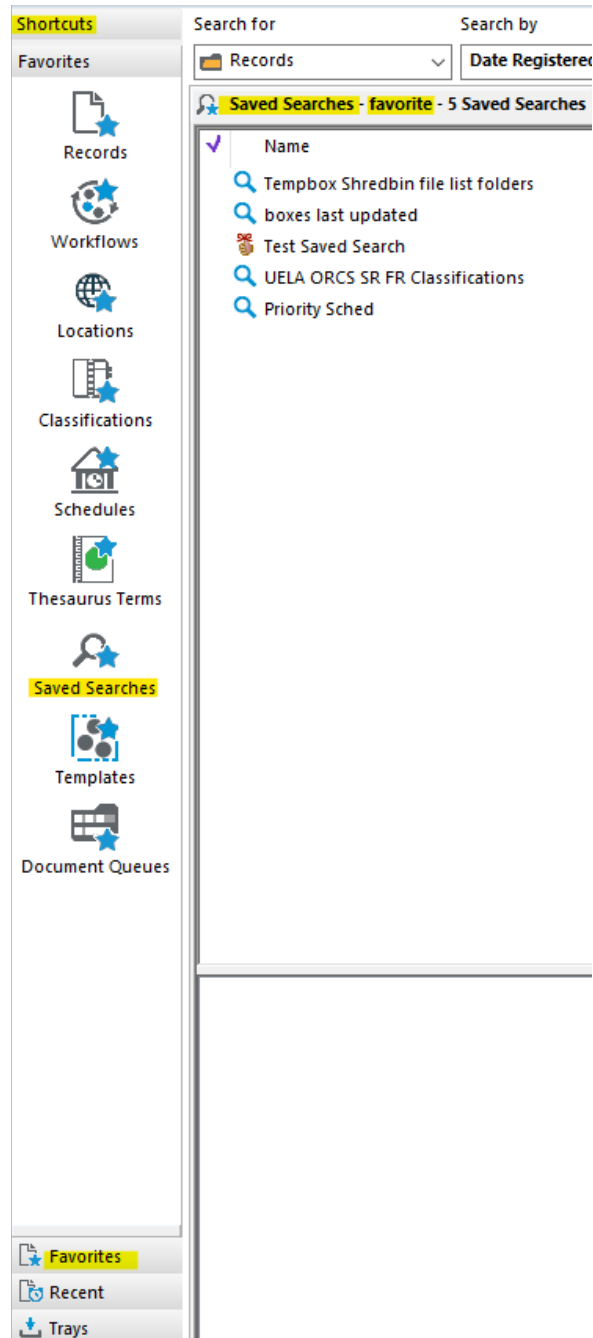 Shortcuts
Favorites
Records
Workflows
Locations
Classifications
Schedules
Thesaurus Terms
Saved Searches
Templates
Document Queues
Favorites
Recent
Trays
Search for
Search by
Records
Date Registered
Saved Searches - favorite - 5 Saved Searches
Name
Tempbox Shredbin file list folders
boxes last updated
Test Saved Search
UELA ORCS SR FR Classifications
Priority Sched